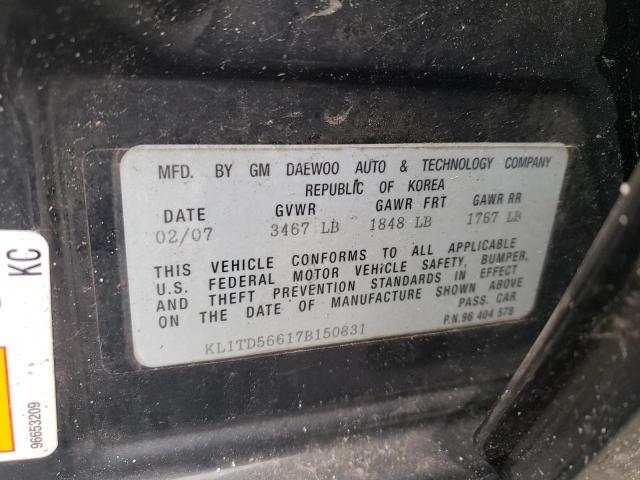 MFD. BY GM DAEWOO AUTO & TECHNOLOGY COMPANY
REPUBLIC OF KOREA
DATE GVWR GAWR FRT GAWR RR
02/07 3467 LB 1848 LB 1767 LB
THIS VEHICLE CONFORMS TO ALL APPLICABLE
U.S. FEDERAL MOTOR VEHICLE SAFETY, BUMPER,
AND THEFT PREVENTION STANDARDS IN EFFECT
ON THE DATE OF MANUFACTURE SHOWN ABOVE
PASS. CAR
P.N.96 404 578
KL1TD56617B150831
KC
96653209